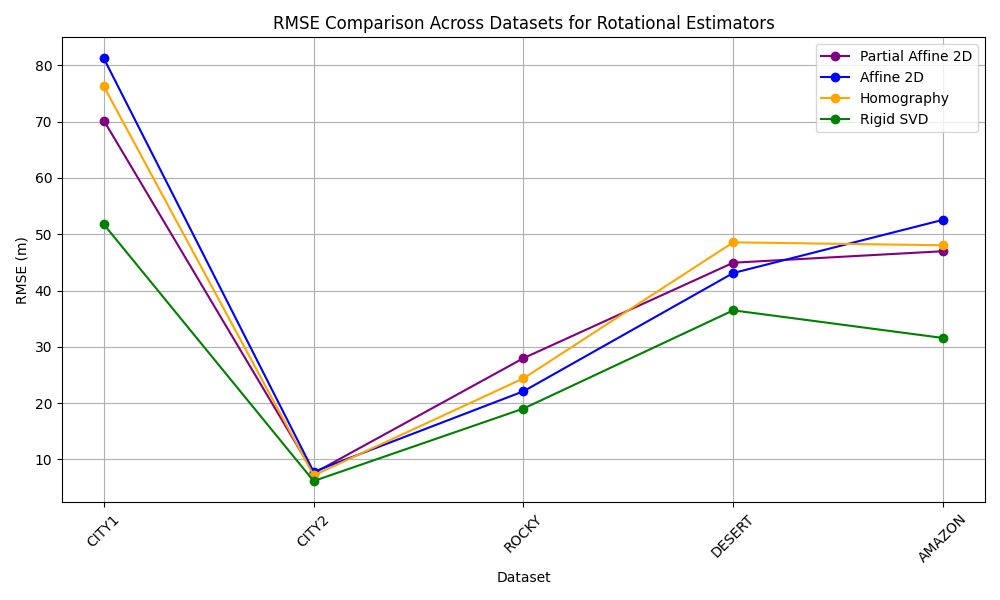 RMSE Comparison Across Datasets for Rotational Estimators
Partial Affine 2D
Affine 2D
Homography
Rigid SVD
RMSE (m)
80
70
60
50
40
30
20
10
CITY1
CITY2
ROCKY
DESERT
AMAZON
Dataset